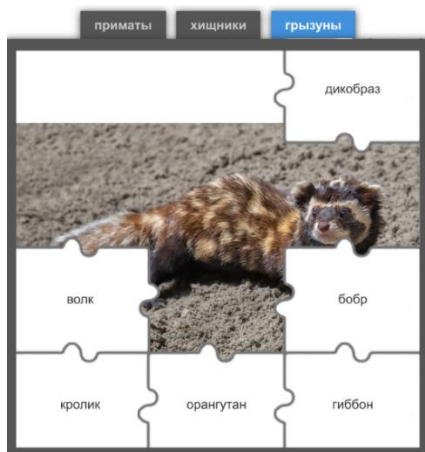 приматы хищники грызуны
дикобраз
волк бобр
кролик орангутан гиббон